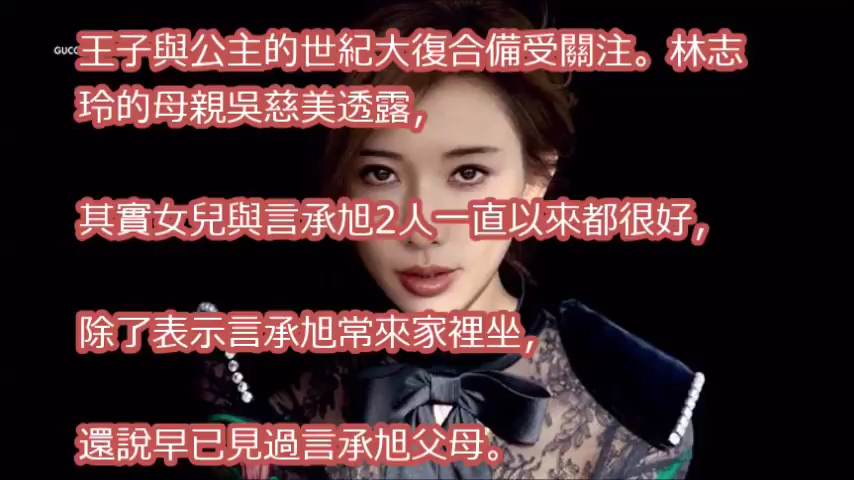 GUCC
王子與公主的世紀大復合備受關注。林志
玲的母親吳慈美透露，
其實女兒與言承旭2人一直以來都很好，
除了表示言承旭常來家裡坐，
還說早已見過言承旭父母。